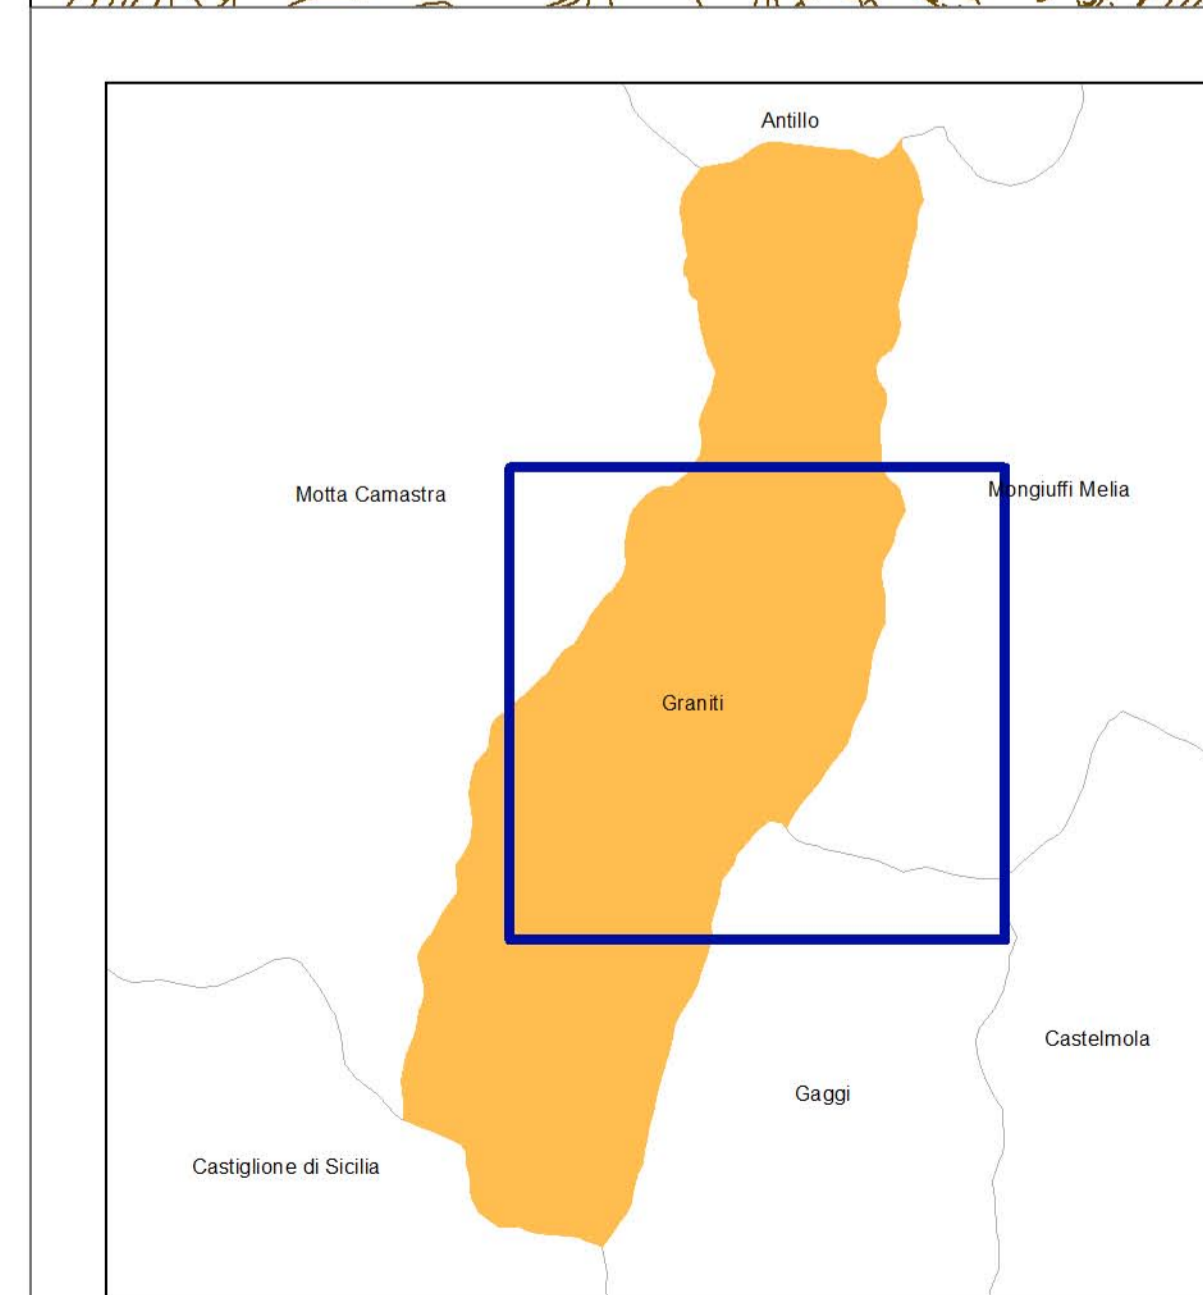 Antillo
Motta Camastra
Mongiuffi Melia
Graniti
Castelmola
Gaggi
Castiglione di Sicilia